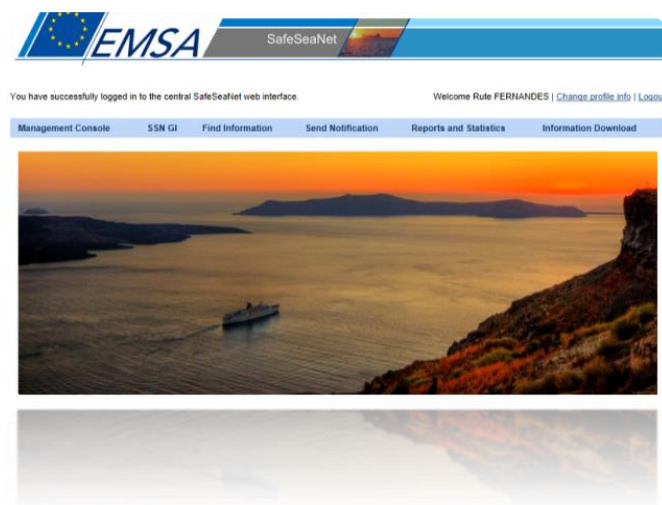 EMSA
SafeSeaNet
You have successfully logged in to the central SafeSeaNet web interface. Welcome Rute FERNANDES | Change profile info | Logou
Management Console SSN GI Find Information Send Notification Reports and Statistics Information Download